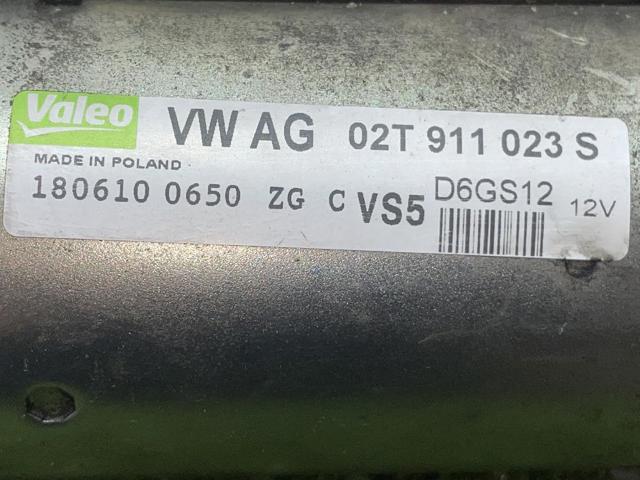 Valeo VW AG 02T 911 023 S
MADE IN POLAND
180610 0650 ZG C VS5 D6GS12 12V